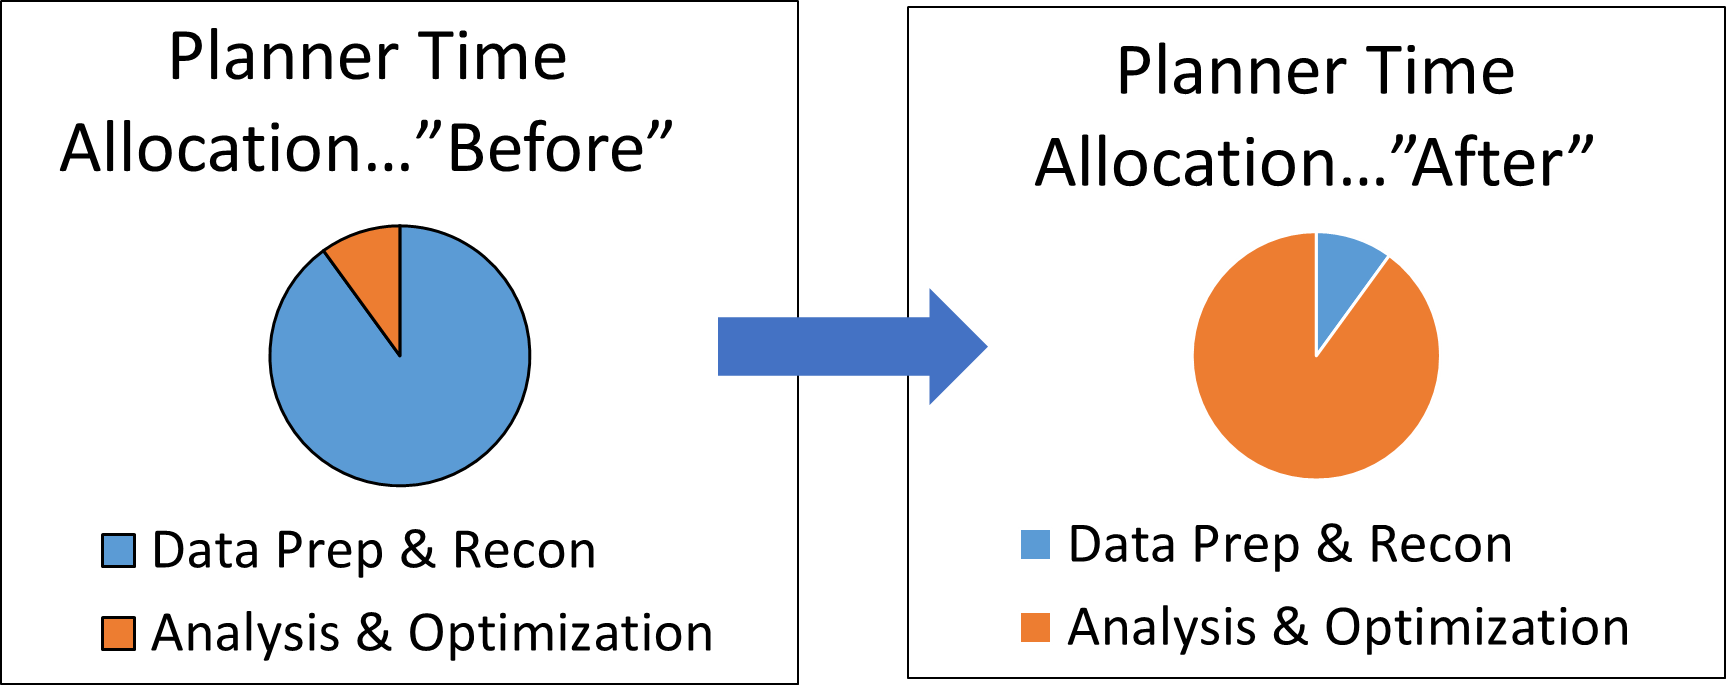 Planner Time
Allocation...”Before”
Data Prep & Recon
Analysis & Optimization
Planner Time
Allocation...”After”
Data Prep & Recon
Analysis & Optimization